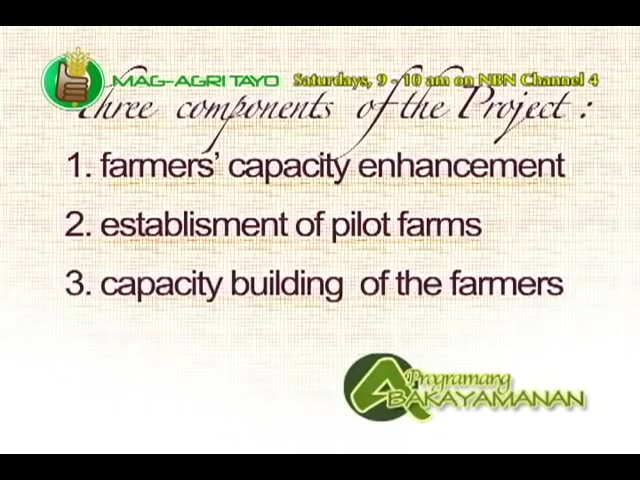 MAG-AGRI TAYO Saturdays, 9 - 10 am on NBN Channel 4
three components of the Project :
1. farmers' capacity enhancement
2. establisment of pilot farms
3. capacity building of the farmers
Programang
ABAKAYAMANAN